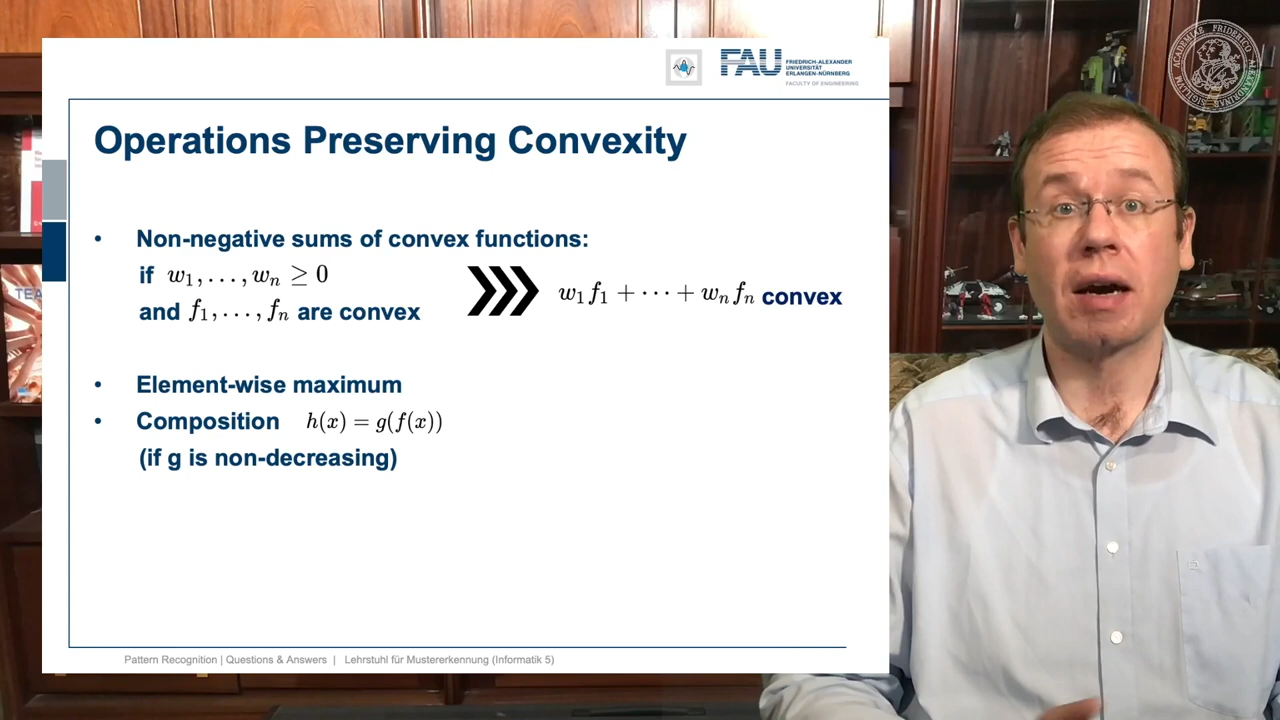 FAU FRIEDRICH-ALEXANDER
UNIVERSITÄT
ERLANGEN-NÜRNBERG
FACULTY OF ENGINEERING
Operations Preserving Convexity
• Non-negative sums of convex functions:
if w₁, . . . , wₙ ≥ 0
and f₁, . . . , fₙ are convex
w₁f₁ + ⋯ + wₙfₙ convex
• Element-wise maximum
• Composition h(x) = g(f(x))
(if g is non-decreasing)
Pattern Recognition | Questions & Answers | Lehrstuhl für Mustererkennung (Informatik 5)
TEA